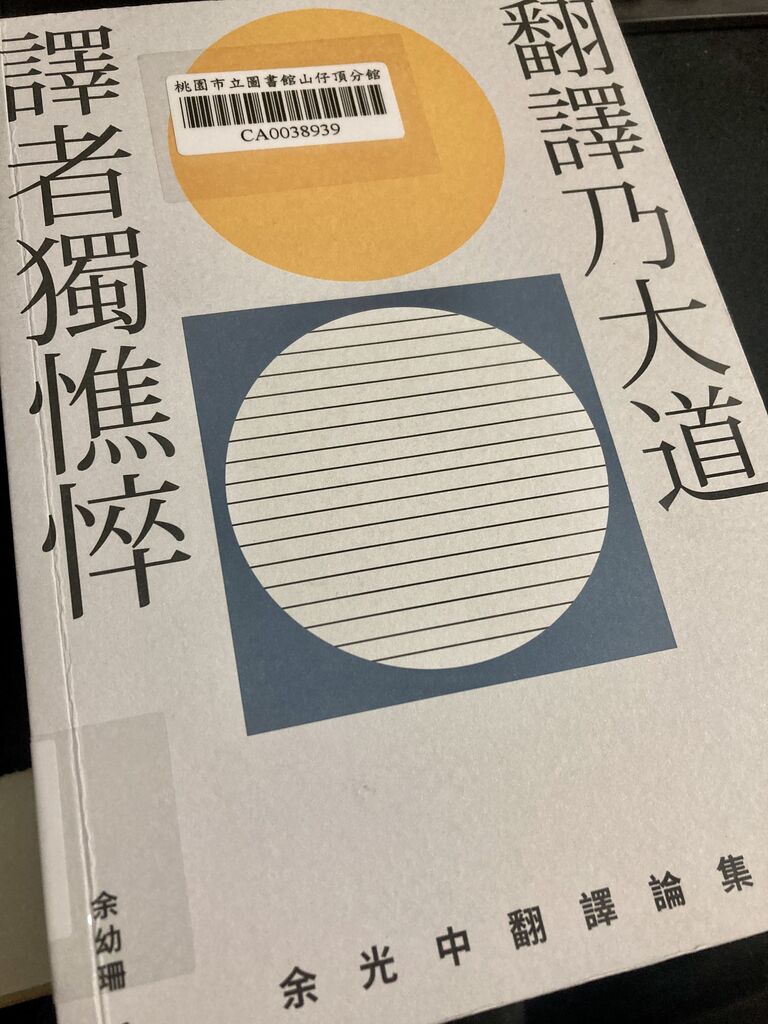 翻譯乃大道
譯者獨憔悴
桃園市立圖書館山仔頂分館
CA0038939
余光中翻譯論集
余幼珊